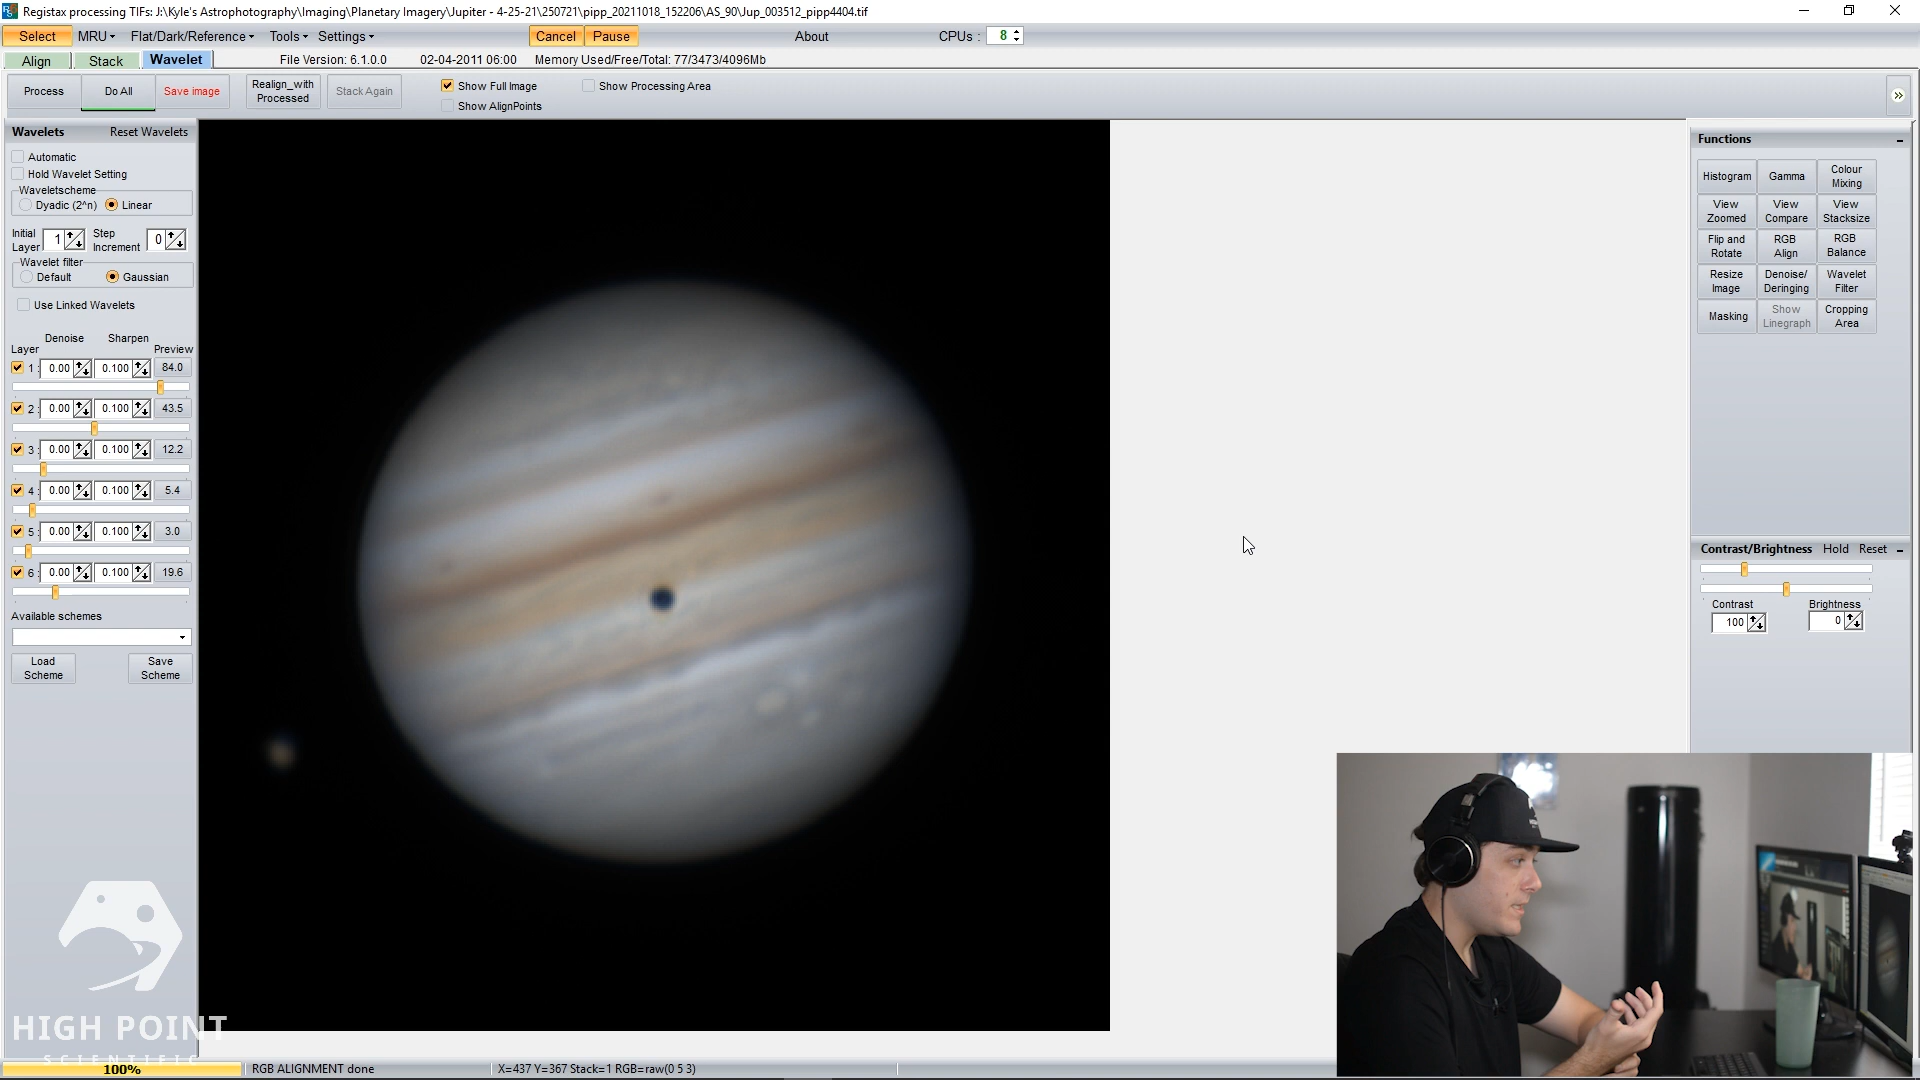 Registax processing TIFs: J:\Kyle's Astrophotography\Imaging\Planetary Imagery\Jupiter - 4-25-21\250721\pipp_20211018_152206\AS_90\Jup_003512_pipp4404.tif
Select MRU Flat/Dark/Reference Tools Settings Cancel Pause About CPUs : 8
Align Stack Wavelet File Version: 6.1.0.0 02-04-2011 06:00 Memory Used/Free/Total: 77/3473/4096Mb
Process Do All Save image Realign_with Processed Stack Again Show Full Image Show Processing Area
Show AlignPoints
Wavelets Reset Wavelets
Automatic
Hold Wavelet Setting
Waveletscheme
Dyadic (2^n) Linear
Initial Layer 1 Step Increment 0
Wavelet filter
Default Gaussian
Use Linked Wavelets
Denoise Sharpen
Layer Preview
1 : 0.00 0.100 84.0
2 : 0.00 0.100 43.5
3 : 0.00 0.100 12.2
4 : 0.00 0.100 5.4
5 : 0.00 0.100 3.0
6 : 0.00 0.100 19.6
Available schemes
Load Scheme Save Scheme
Functions
Histogram Gamma Colour Mixing
View Zoomed View Compare View Stacksize
Flip and Rotate RGB Align RGB Balance
Resize Image Denoise/ Deringing Wavelet Filter
Masking Show Linegraph Cropping Area
Contrast/Brightness Hold Reset
Contrast Brightness
100 0
HIGH POINT
SCIENTIFIC
100% RGB ALIGNMENT done X=437 Y=367 Stack=1 RGB=raw(0 5 3)